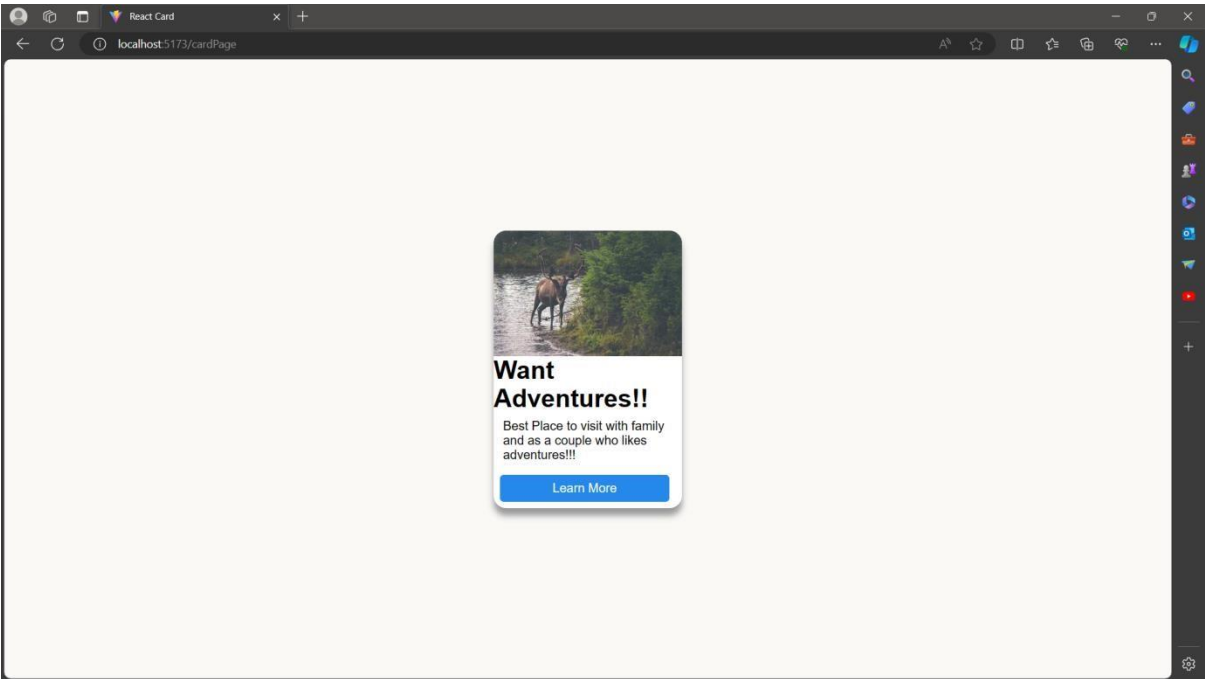 React Card
localhost:5173/cardPage
Want
Adventures!!
Best Place to visit with family
and as a couple who likes
adventures!!!
Learn More